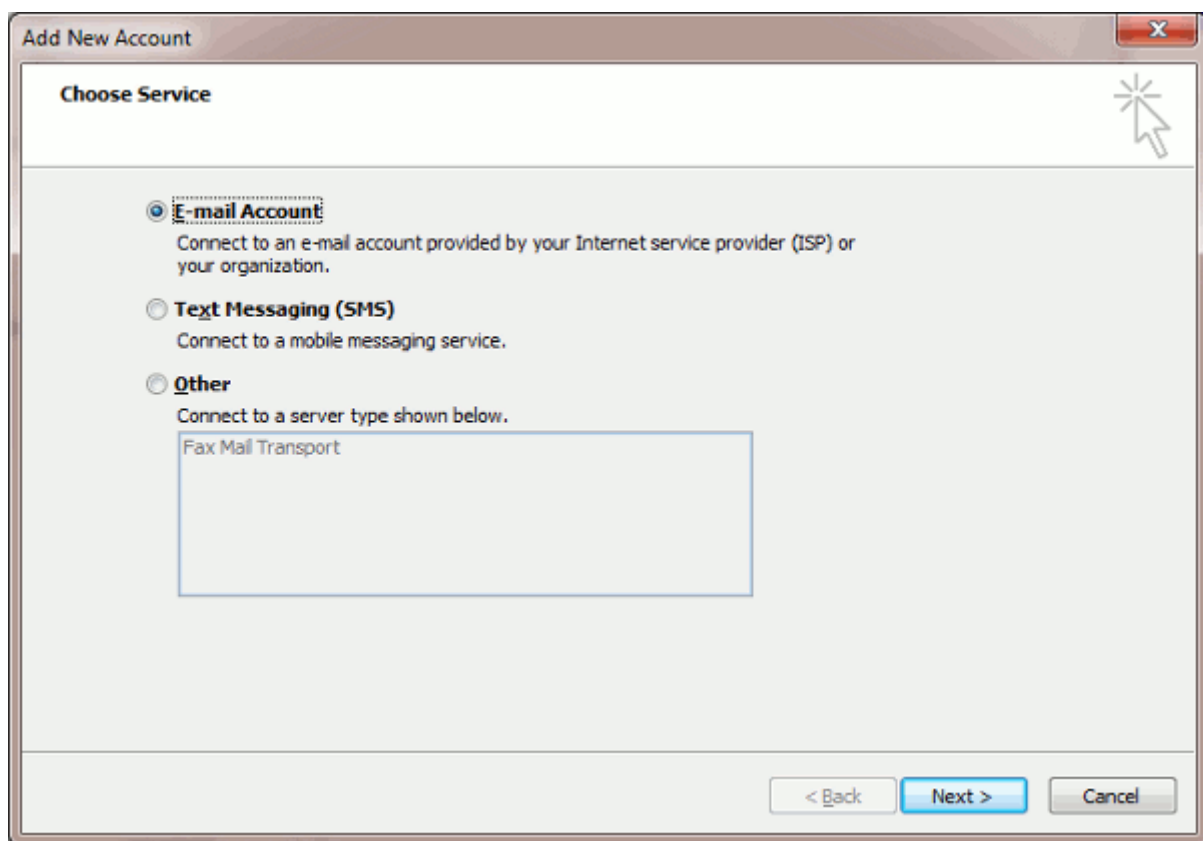 Add New Account
Choose Service
E-mail Account
Connect to an e-mail account provided by your Internet service provider (ISP) or
your organization.
Text Messaging (SMS)
Connect to a mobile messaging service.
Other
Connect to a server type shown below.
Fax Mail Transport
< Back
Next >
Cancel